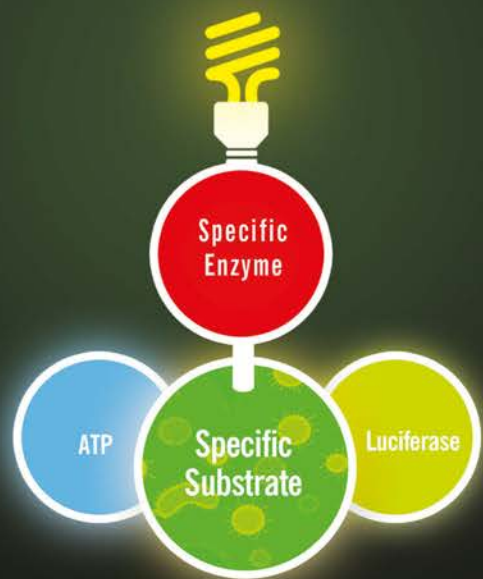 Specific
Enzyme
ATP
Specific
Substrate
Luciferase